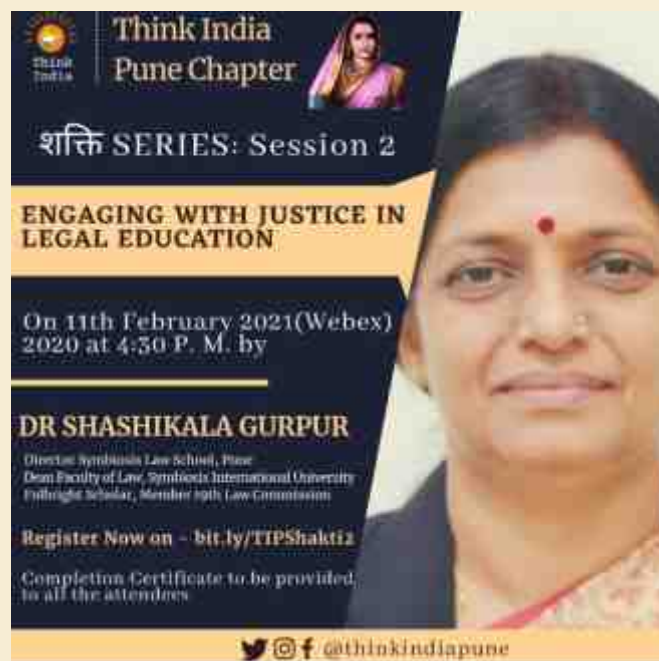 Think India
Think India
Pune Chapter
शक्ति SERIES: Session 2
ENGAGING WITH JUSTICE IN
LEGAL EDUCATION
On 11th February 2021(Webex)
2020 at 4:30 P. M. by
DR SHASHIKALA GURPUR
Director Symbiosis Law School, Pune
Dean Faculty of Law, Symbiosis International University
Fulbright Scholar, Member 19th Law Commission
Register Now on - bit.ly/TIPShakti2
Completion Certificate to be provided
to all the attendees
@thinkindiapune